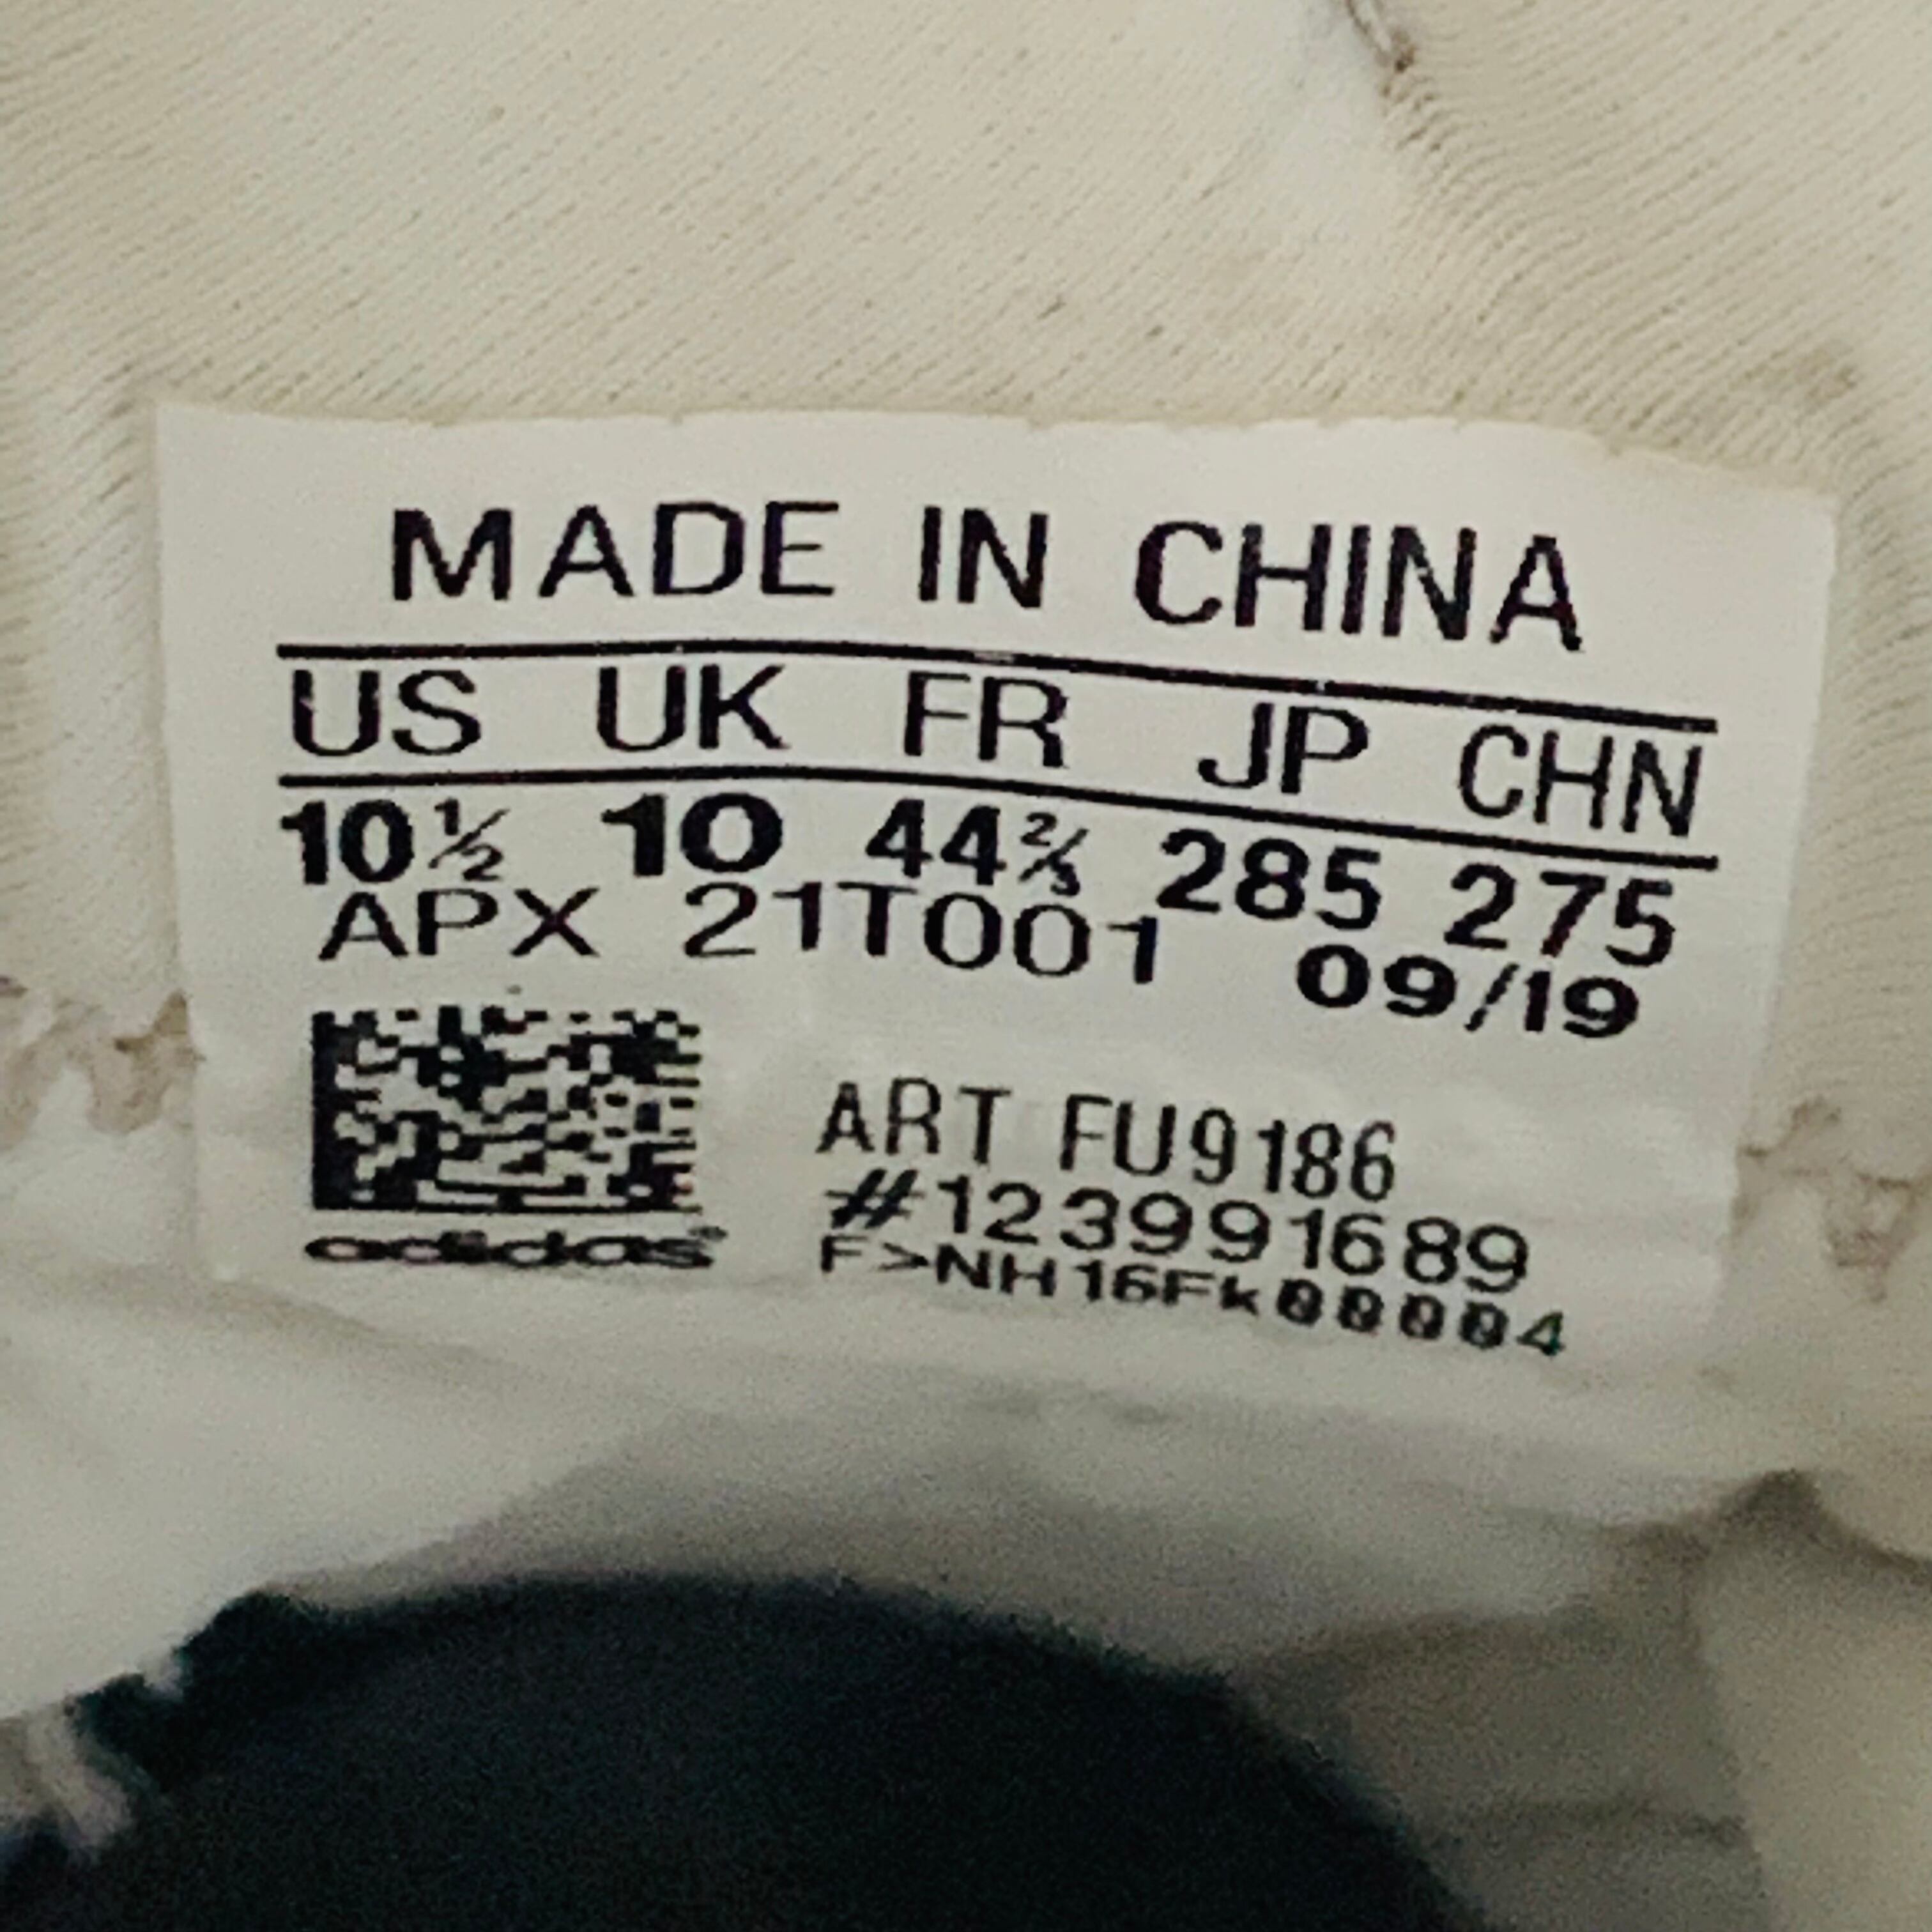 MADE IN CHINA
US UK FR JP CHN
10½ 10 44⅔ 285 275
APX 21T001 09/19
ART FU9186
#123991689
F>NH16Fk00004
adidas